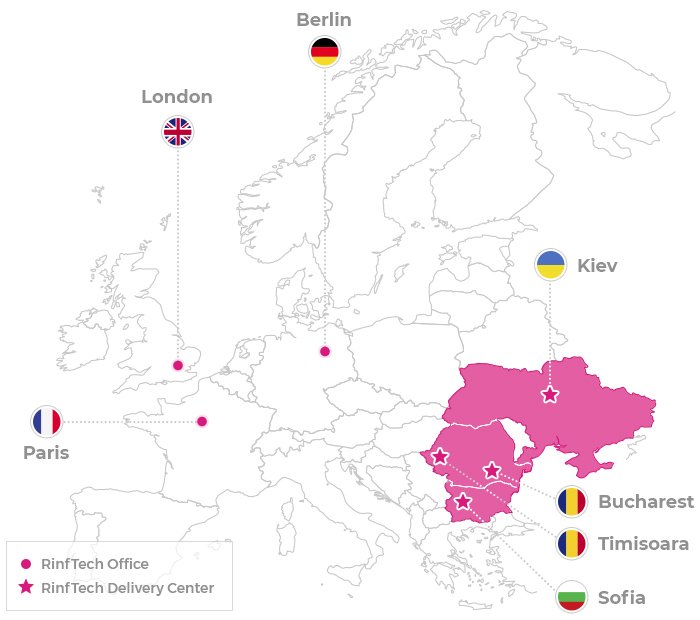 Berlin
London
Kiev
Paris
Bucharest
Timisoara
Sofia
RinfTech Office
RinfTech Delivery Center